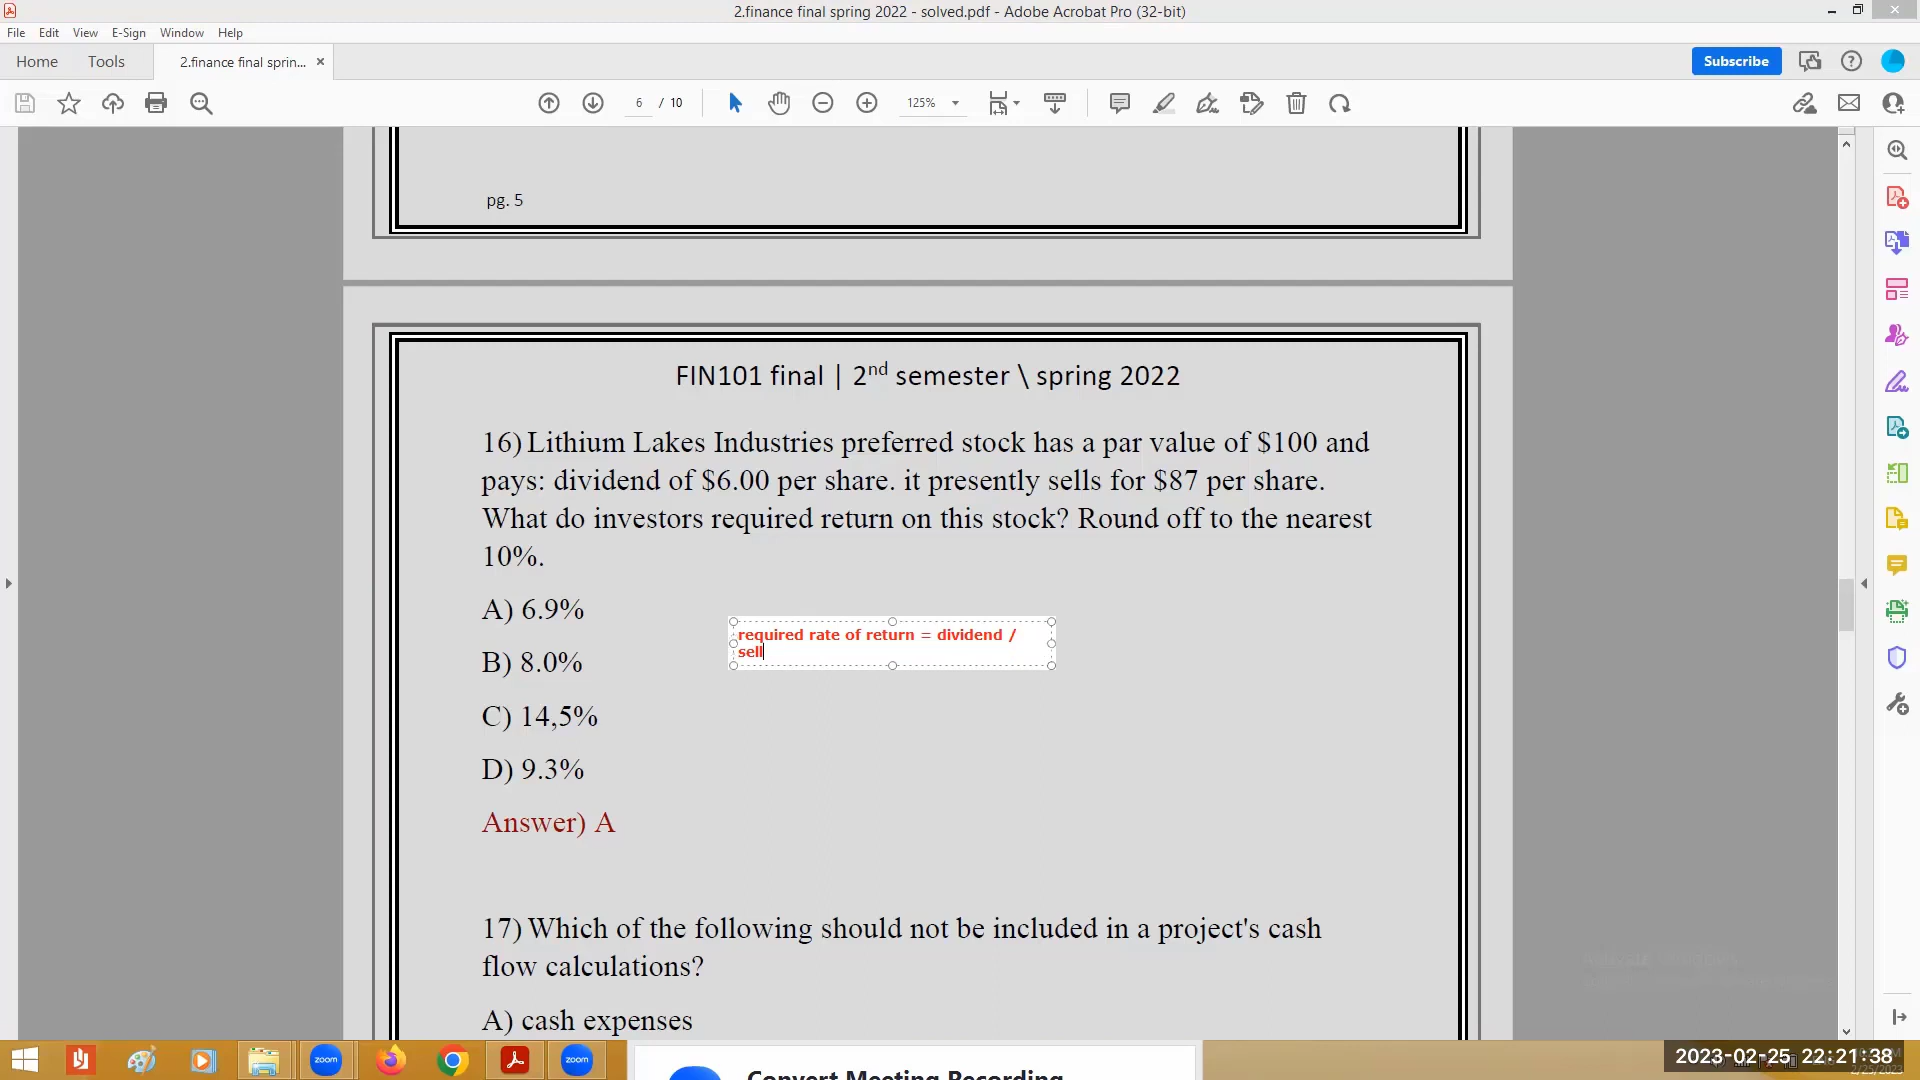 2.finance final spring 2022 - solved.pdf - Adobe Acrobat Pro (32-bit)
File Edit View E-Sign Window Help
Home Tools 2.finance final sprin... × Subscribe
6 / 10 125%
pg. 5
FIN101 final | 2nd semester \ spring 2022
16) Lithium Lakes Industries preferred stock has a par value of $100 and
pays: dividend of $6.00 per share. it presently sells for $87 per share.
What do investors required return on this stock? Round off to the nearest
10%.
A) 6.9%
required rate of return = dividend /
sell
B) 8.0%
C) 14,5%
D) 9.3%
Answer) A
17) Which of the following should not be included in a project's cash
flow calculations?
A) cash expenses
zoom
zoom
Convert Meeting Recording
2023-02-25 22:21:38
2/25/2023